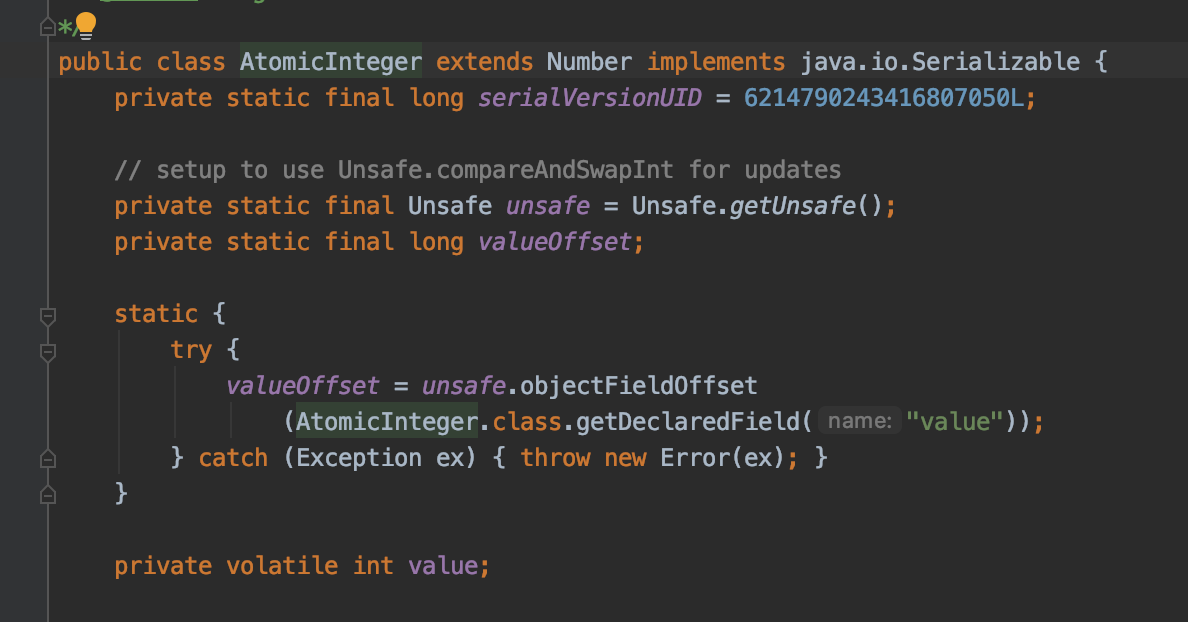 */
public class AtomicInteger extends Number implements java.io.Serializable {
private static final long serialVersionUID = 6214790243416807050L;
// setup to use Unsafe.compareAndSwapInt for updates
private static final Unsafe unsafe = Unsafe.getUnsafe();
private static final long valueOffset;
static {
try {
valueOffset = unsafe.objectFieldOffset
(AtomicInteger.class.getDeclaredField( name: "value"));
} catch (Exception ex) { throw new Error(ex); }
}
private volatile int value;